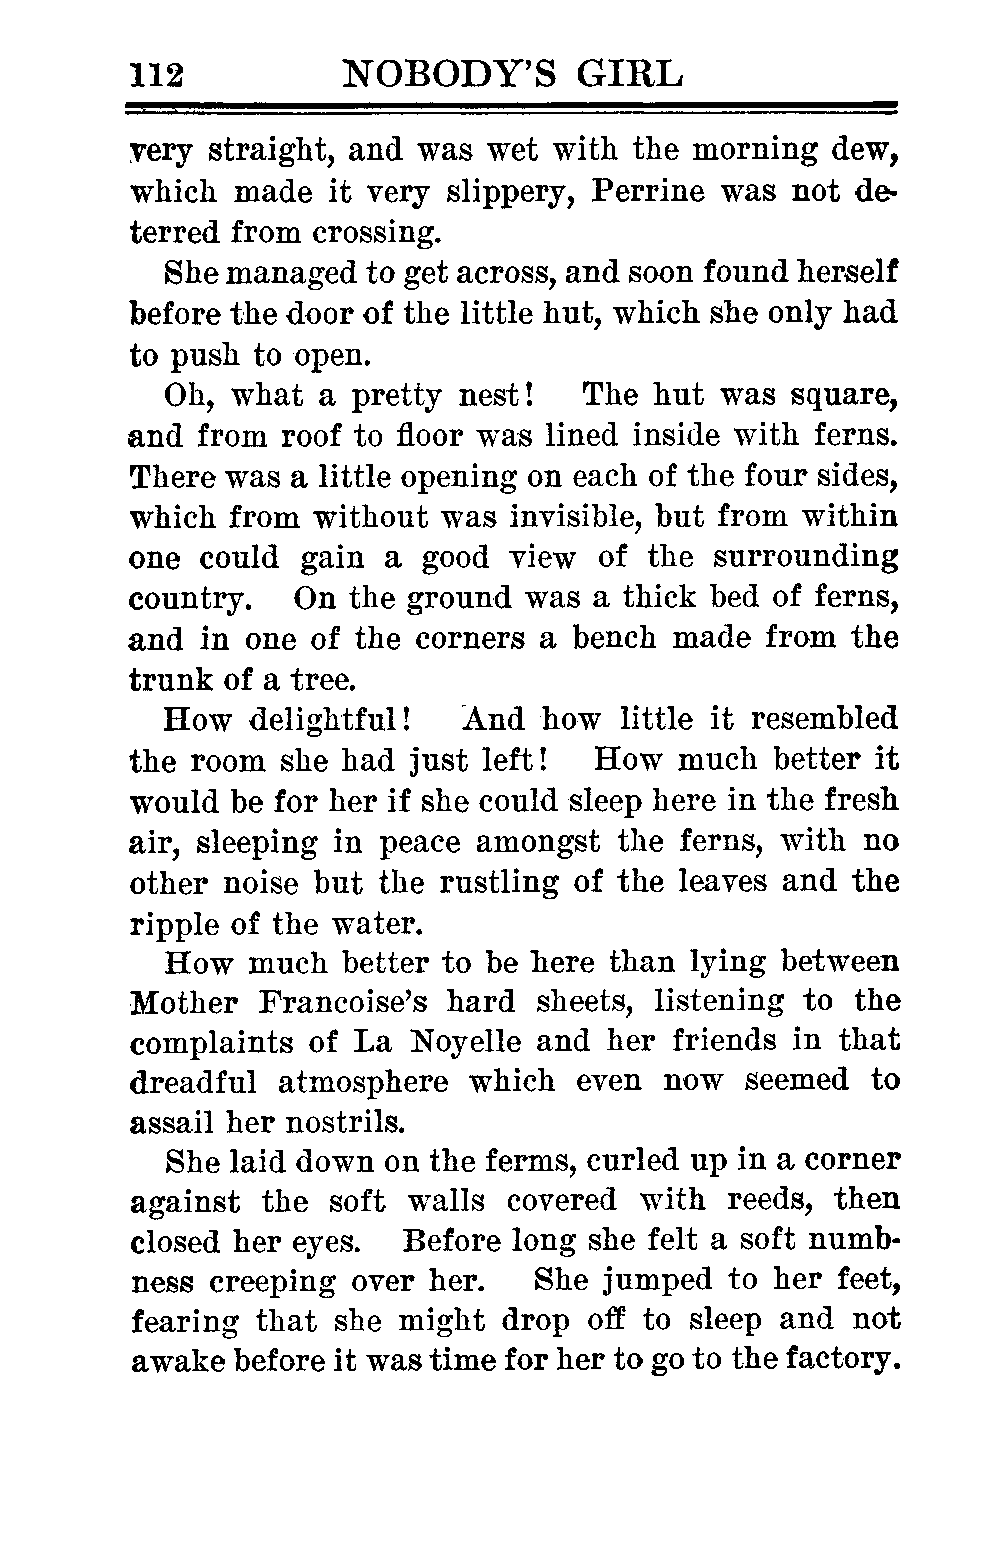 112 NOBODY'S GIRL
very straight, and was wet with the morning dew,
which made it very slippery, Perrine was not de-
terred from crossing.
She managed to get across, and soon found herself
before the door of the little hut, which she only had
to push to open.
Oh, what a pretty nest! The hut was square,
and from roof to floor was lined inside with ferns.
There was a little opening on each of the four sides,
which from without was invisible, but from within
one could gain a good view of the surrounding
country. On the ground was a thick bed of ferns,
and in one of the corners a bench made from the
trunk of a tree.
How delightful! And how little it resembled
the room she had just left! How much better it
would be for her if she could sleep here in the fresh
air, sleeping in peace amongst the ferns, with no
other noise but the rustling of the leaves and the
ripple of the water.
How much better to be here than lying between
Mother Francoise's hard sheets, listening to the
complaints of La Noyelle and her friends in that
dreadful atmosphere which even now seemed to
assail her nostrils.
She laid down on the ferms, curled up in a corner
against the soft walls covered with reeds, then
closed her eyes. Before long she felt a soft numb-
ness creeping over her. She jumped to her feet,
fearing that she might drop off to sleep and not
awake before it was time for her to go to the factory.